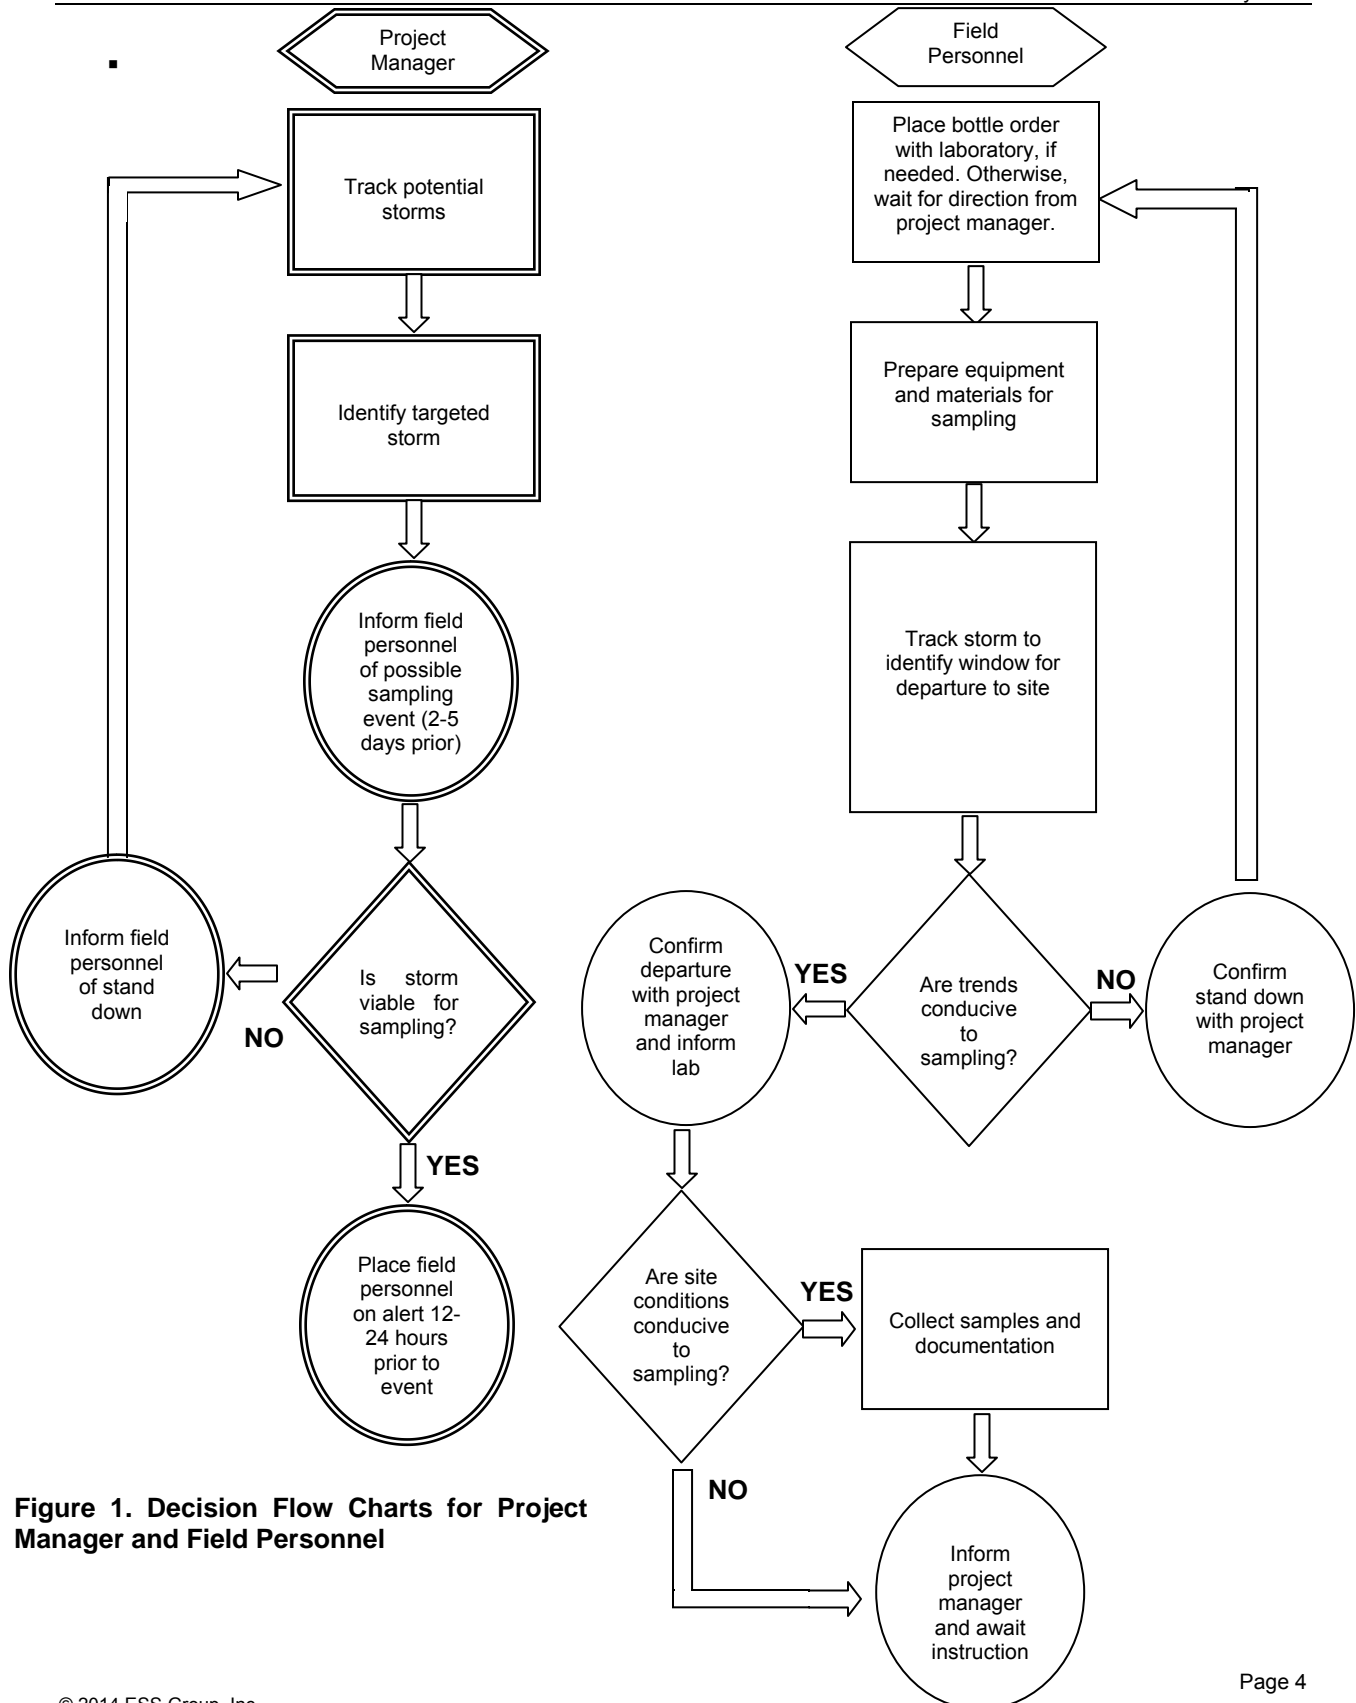 Project
Manager
Track potential
storms
Identify targeted
storm
Inform field
personnel
of possible
sampling
event (2-5
days prior)
Is storm
viable for
sampling?
NO
Inform field
personnel
of stand
down
YES
Place field
personnel
on alert 12-
24 hours
prior to
event
Field
Personnel
Place bottle order
with laboratory, if
needed. Otherwise,
wait for direction from
project manager.
Prepare equipment
and materials for
sampling
Track storm to
identify window for
departure to site
Are trends
conducive
to
sampling?
NO
Confirm
stand down
with project
manager
YES
Confirm
departure
with project
manager
and inform
lab
Are site
conditions
conducive
to
sampling?
YES
Collect samples and
documentation
NO
Inform
project
manager
and await
instruction
Figure 1. Decision Flow Charts for Project
Manager and Field Personnel
Page 4
© 2014 ESS Group, Inc.